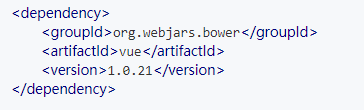 <dependency>
    <groupId>org.webjars.bower</groupId>
    <artifactId>vue</artifactId>
    <version>1.0.21</version>
</dependency>